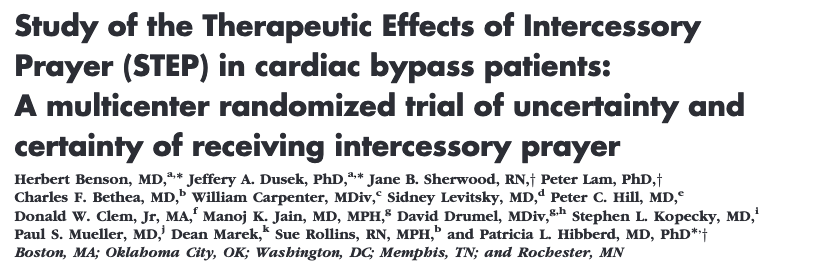 Study of the Therapeutic Effects of Intercessory
Prayer (STEP) in cardiac bypass patients:
A multicenter randomized trial of uncertainty and
certainty of receiving intercessory prayer
Herbert Benson, MD,a,* Jeffery A. Dusek, PhD,a,* Jane B. Sherwood, RN,† Peter Lam, PhD,†
Charles F. Bethea, MD,b William Carpenter, MDiv,c Sidney Levitsky, MD,d Peter C. Hill, MD,e
Donald W. Clem, Jr, MA,f Manoj K. Jain, MD, MPH,g David Drumel, MDiv,g,h Stephen L. Kopecky, MD,i
Paul S. Mueller, MD,j Dean Marek,k Sue Rollins, RN, MPH,b and Patricia L. Hibberd, MD, PhD*,†
Boston, MA; Oklahoma City, OK; Washington, DC; Memphis, TN; and Rochester, MN